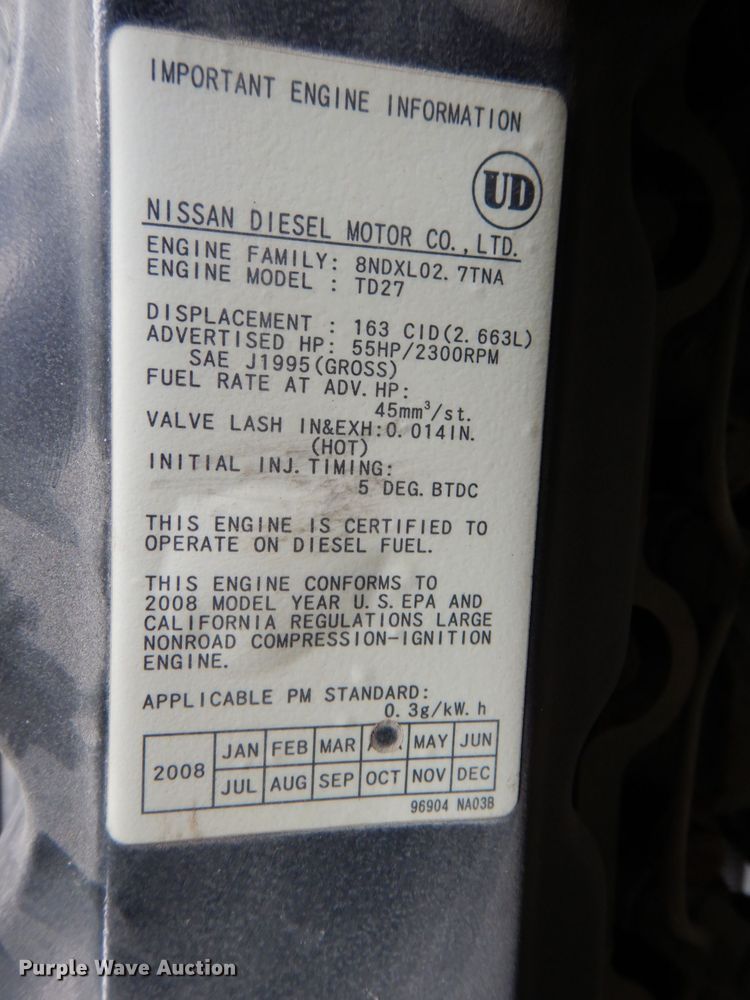 IMPORTANT ENGINE INFORMATION
UD
NISSAN DIESEL MOTOR CO.,LTD.
ENGINE FAMILY: 8NDXL02.7TNA
ENGINE MODEL : TD27
DISPLACEMENT : 163 CID(2.663L)
ADVERTISED HP: 55HP/2300RPM
SAE J1995(GROSS)
FUEL RATE AT ADV.HP:
45mm³/st.
VALVE LASH IN&EXH:0.014IN.
(HOT)
INITIAL INJ.TIMING:
5 DEG.BTDC
THIS ENGINE IS CERTIFIED TO
OPERATE ON DIESEL FUEL.
THIS ENGINE CONFORMS TO
2008 MODEL YEAR U.S.EPA AND
CALIFORNIA REGULATIONS LARGE
NONROAD COMPRESSION-IGNITION
ENGINE.
APPLICABLE PM STANDARD:
0.3g/kW.h
2008
JAN FEB MAR MAY JUN
JUL AUG SEP OCT NOV DEC
96904 NA03B
Purple Wave Auction